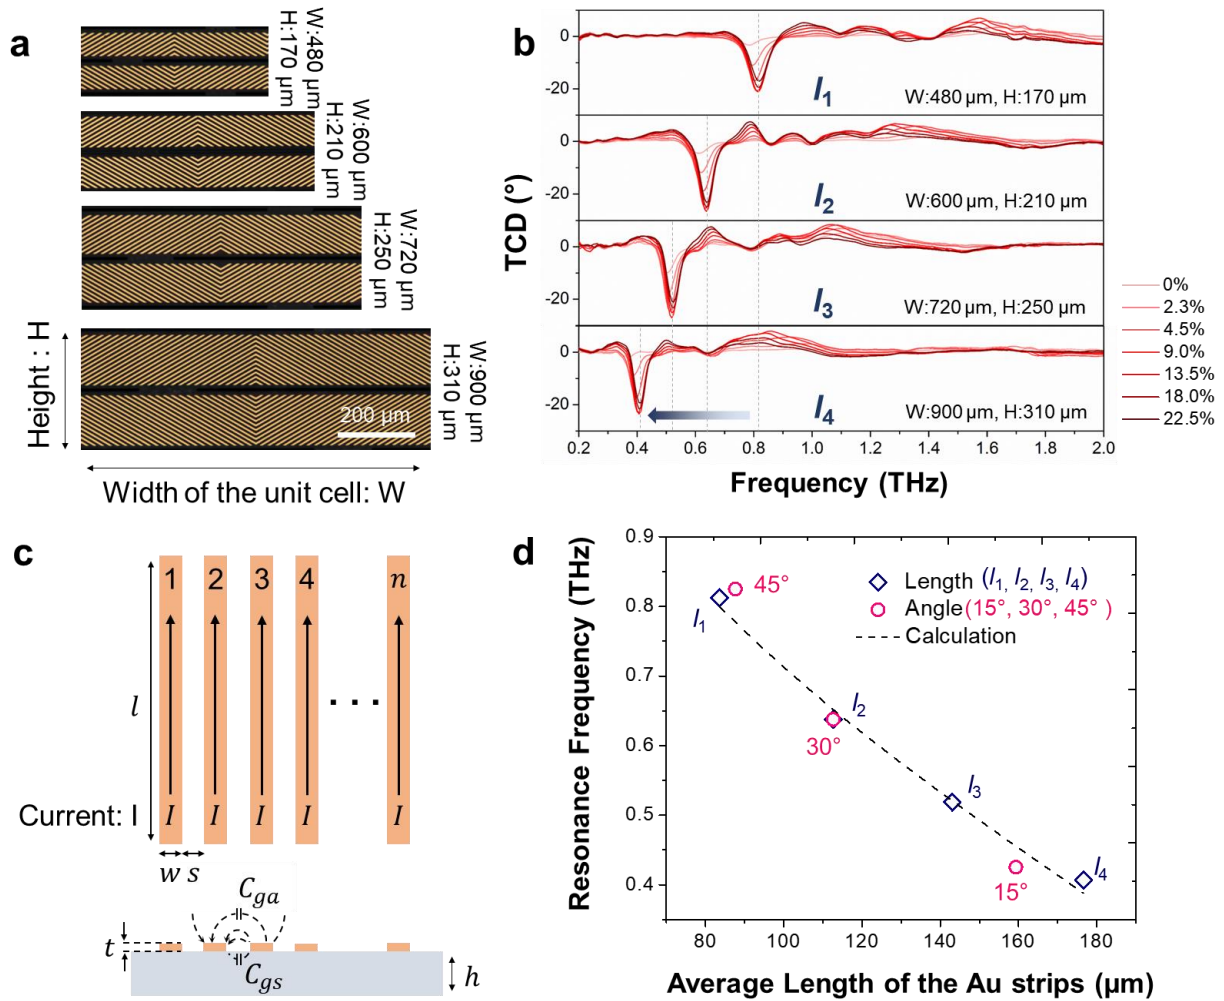 a
W:480 µm
H:170 µm
W:600 µm
H:210 µm
W:720 µm
H:250 µm
W:900 µm
H:310 µm
Height : H
200 µm
Width of the unit cell: W
b
TCD (°)
0
-20
l1
W:480 µm, H:170 µm
0
-20
l2
W:600 µm, H:210 µm
0
-20
l3
W:720 µm, H:250 µm
0
-20
l4
W:900 µm, H:310 µm
0.2 0.4 0.6 0.8 1.0 1.2 1.4 1.6 1.8 2.0
Frequency (THz)
0%
2.3%
4.5%
9.0%
13.5%
18.0%
22.5%
c
1 2 3 4 n
l
. . .
Current: I
I I I I I
w s
Cga
t
Cgs
h
d
Resonance Frequency (THz)
0.9
0.8
0.7
0.6
0.5
0.4
Length (l1, l2, l3, l4)
Angle(15°, 30°, 45° )
Calculation
45°
l1
l2
30°
l3
15°
l4
80 100 120 140 160 180
Average Length of the Au strips (µm)